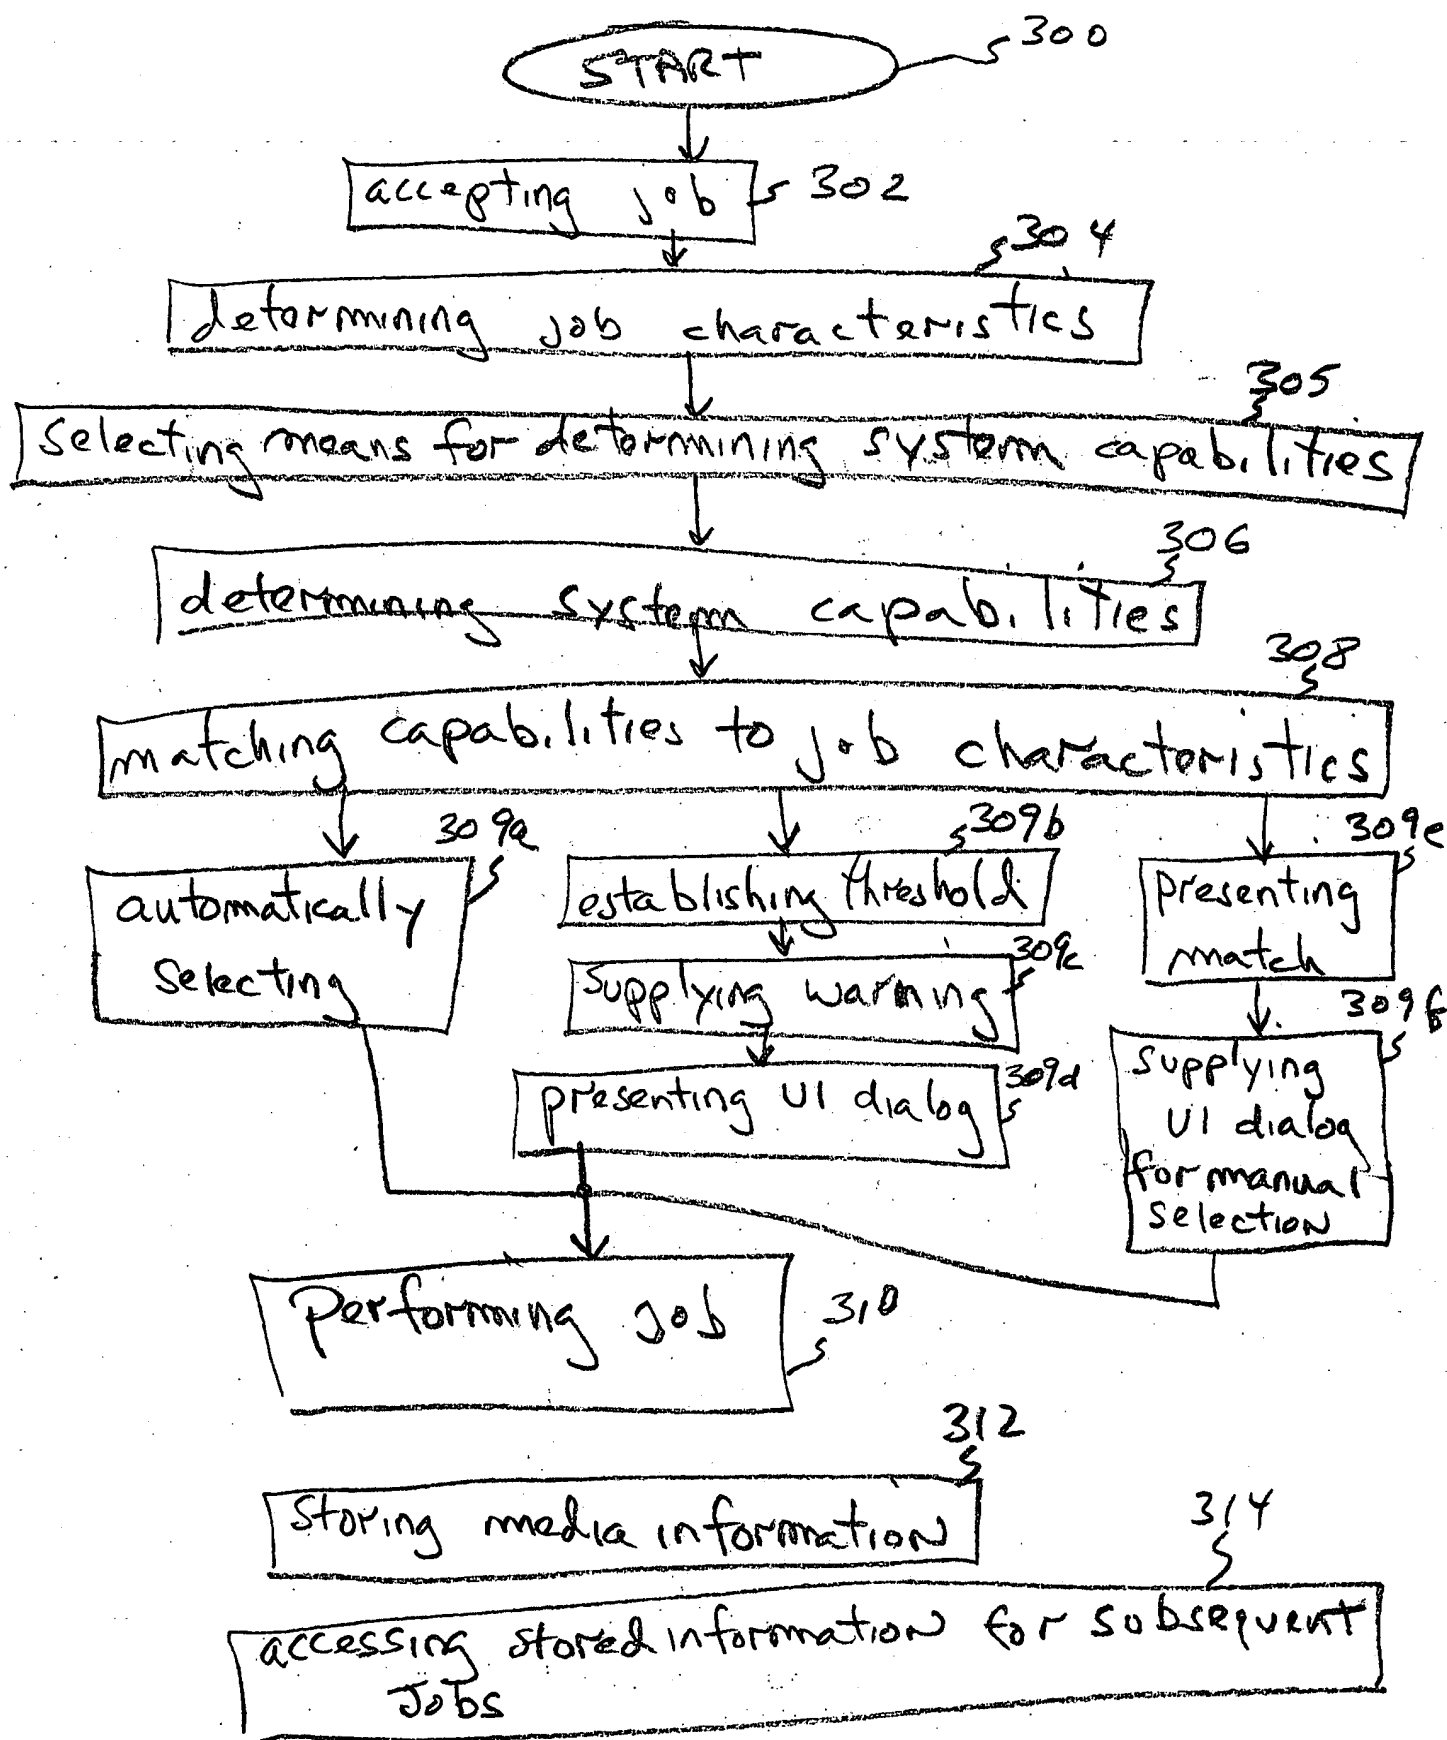 START
300
accepting job
302
304
determining job characteristics
305
Selecting means for determining system capabilities
306
determining system capabilities
308
matching capabilities to job characteristics
309a
automatically
selecting
309b
establishing threshold
309c
supplying warning
309d
presenting UI dialog
309e
presenting
match
309f
supplying
UI dialog
for manual
selection
performing job
310
312
storing media information
314
accessing stored information for subsequent
Jobs